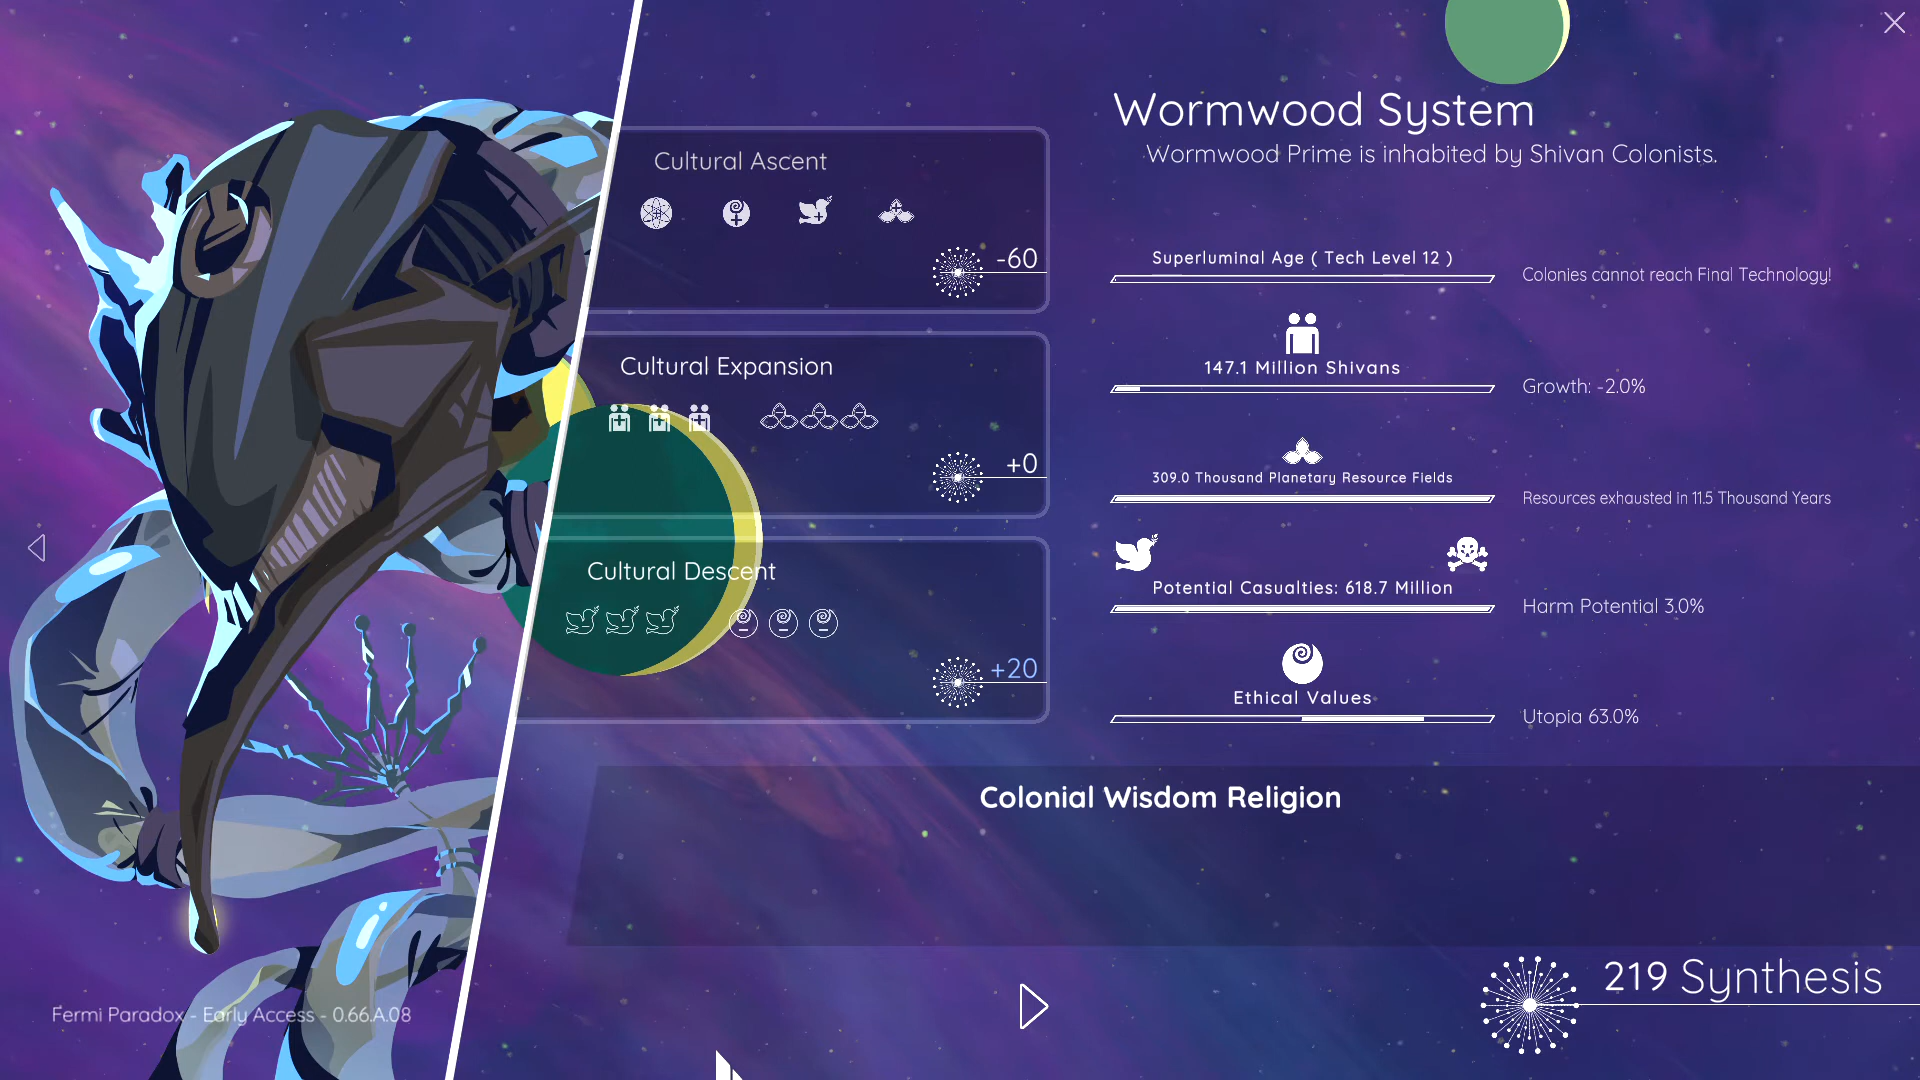 Cultural Ascent
-60
Cultural Expansion
+0
Cultural Descent
+20
Wormwood System
Wormwood Prime is inhabited by Shivan Colonists.
Superluminal Age ( Tech Level 12 )
Colonies cannot reach Final Technology!
147.1 Million Shivans
Growth: -2.0%
309.0 Thousand Planetary Resource Fields
Resources exhausted in 11.5 Thousand Years
Potential Casualties: 618.7 Million
Harm Potential 3.0%
Ethical Values
Utopia 63.0%
Colonial Wisdom Religion
219 Synthesis
Fermi Paradox - Early Access - 0.66.A.08